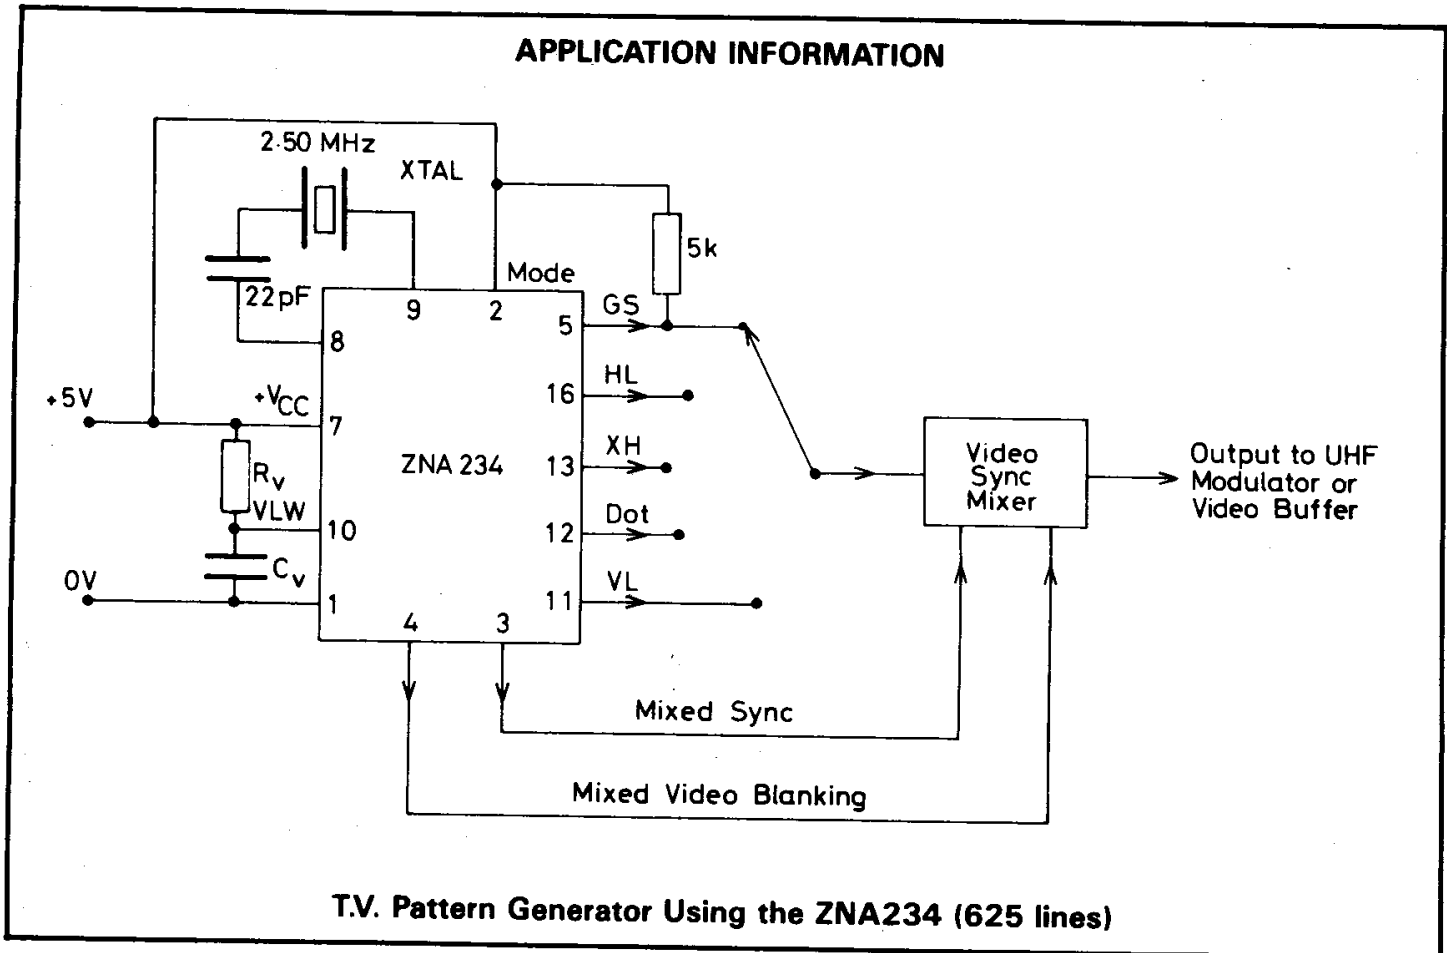 APPLICATION INFORMATION
2.50 MHz
XTAL
5k
Mode
22pF
9
2
GS
5
8
HL
16
+5V
+VCC
7
XH
13
ZNA 234
Rv
VLW
10
Dot
12
Cv
0V
1
VL
11
4
3
Video
Sync
Mixer
Output to UHF
Modulator or
Video Buffer
Mixed Sync
Mixed Video Blanking
T.V. Pattern Generator Using the ZNA234 (625 lines)